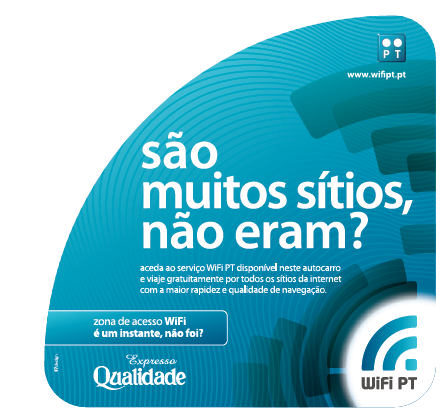 PT
www.wifipt.pt
são
muitos sítios,
não eram?
aceda ao serviço WiFi PT disponível neste autocarro
e viaje gratuitamente por todos os sítios da internet
com a maior rapidez e qualidade de navegação.
zona de acesso WiFi
é um instante, não foi?
Expresso
Qualidade
WiFi PT